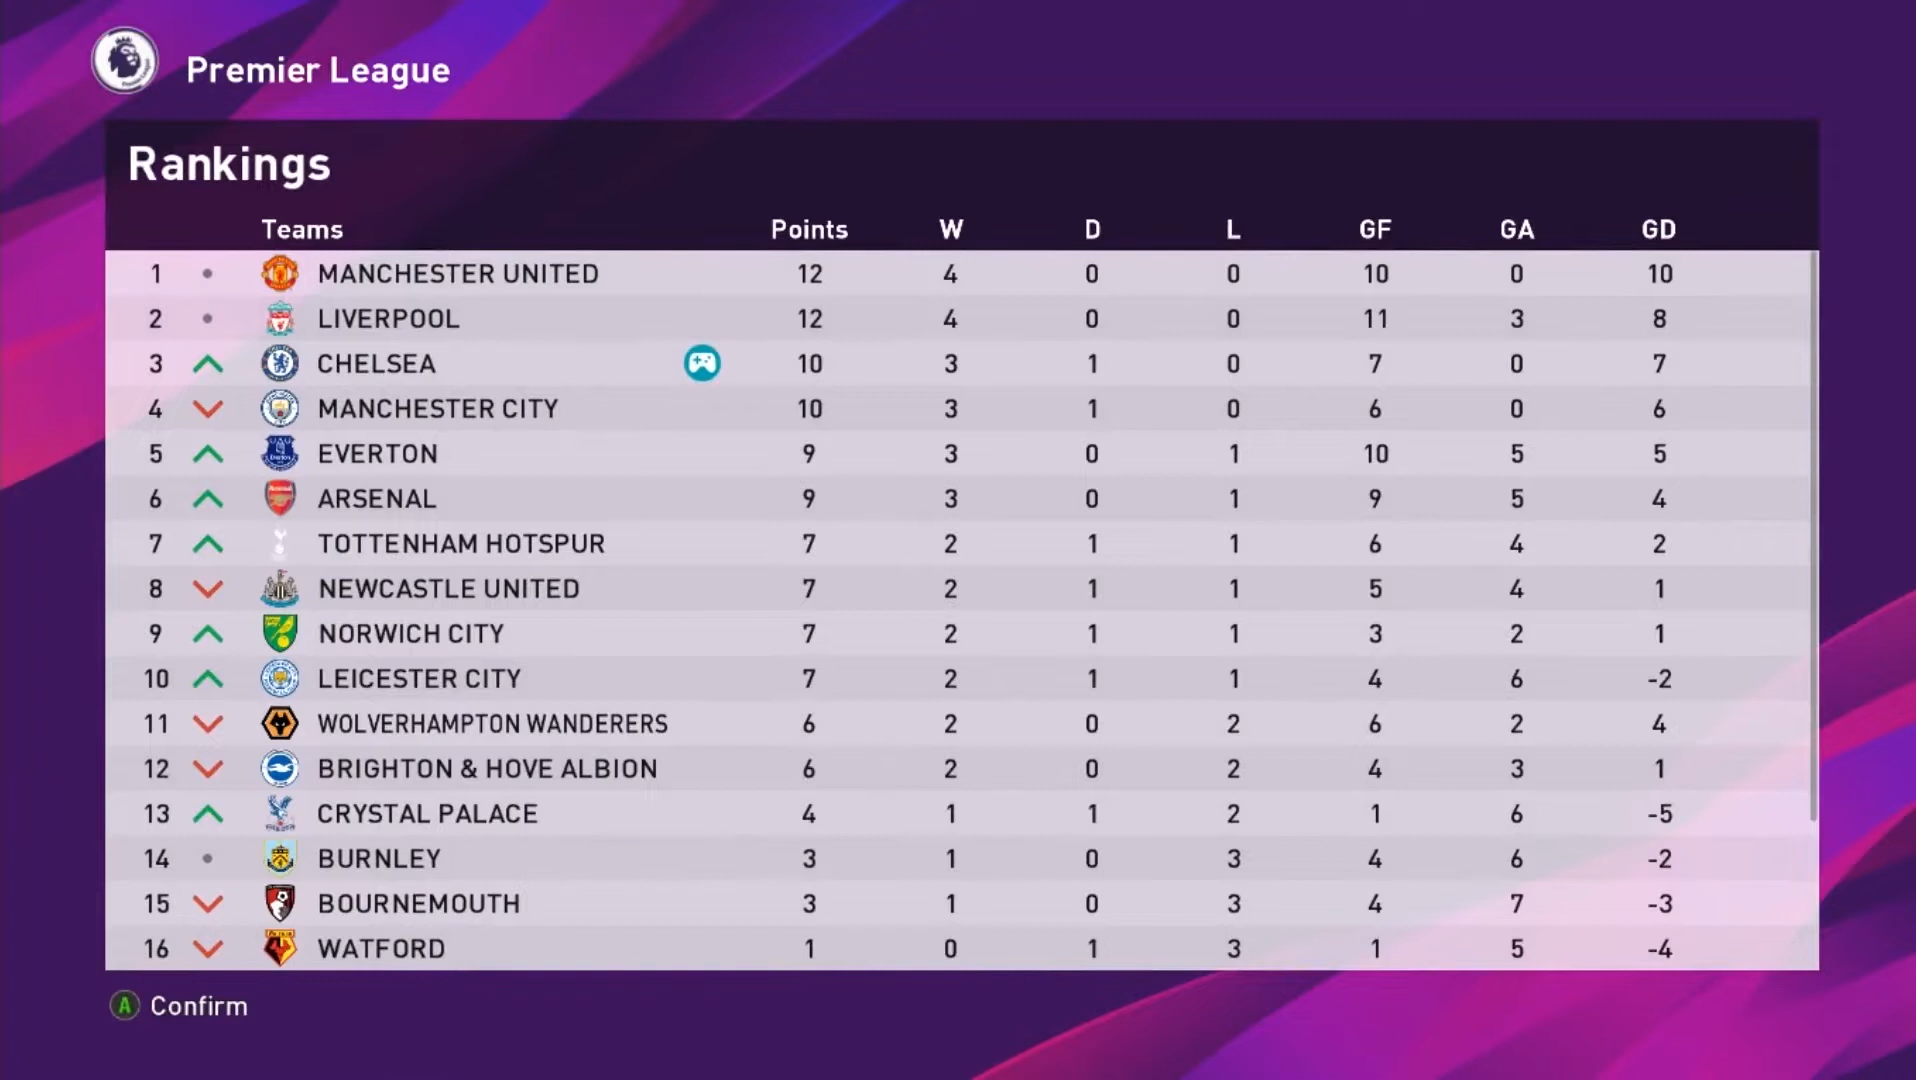 Premier League
Rankings
Teams Points W D L GF GA GD
1 MANCHESTER UNITED 12 4 0 0 10 0 10
2 LIVERPOOL 12 4 0 0 11 3 8
3 CHELSEA 10 3 1 0 7 0 7
4 MANCHESTER CITY 10 3 1 0 6 0 6
5 EVERTON 9 3 0 1 10 5 5
6 ARSENAL 9 3 0 1 9 5 4
7 TOTTENHAM HOTSPUR 7 2 1 1 6 4 2
8 NEWCASTLE UNITED 7 2 1 1 5 4 1
9 NORWICH CITY 7 2 1 1 3 2 1
10 LEICESTER CITY 7 2 1 1 4 6 -2
11 WOLVERHAMPTON WANDERERS 6 2 0 2 6 2 4
12 BRIGHTON & HOVE ALBION 6 2 0 2 4 3 1
13 CRYSTAL PALACE 4 1 1 2 1 6 -5
14 BURNLEY 3 1 0 3 4 6 -2
15 BOURNEMOUTH 3 1 0 3 4 7 -3
16 WATFORD 1 0 1 3 1 5 -4
A Confirm